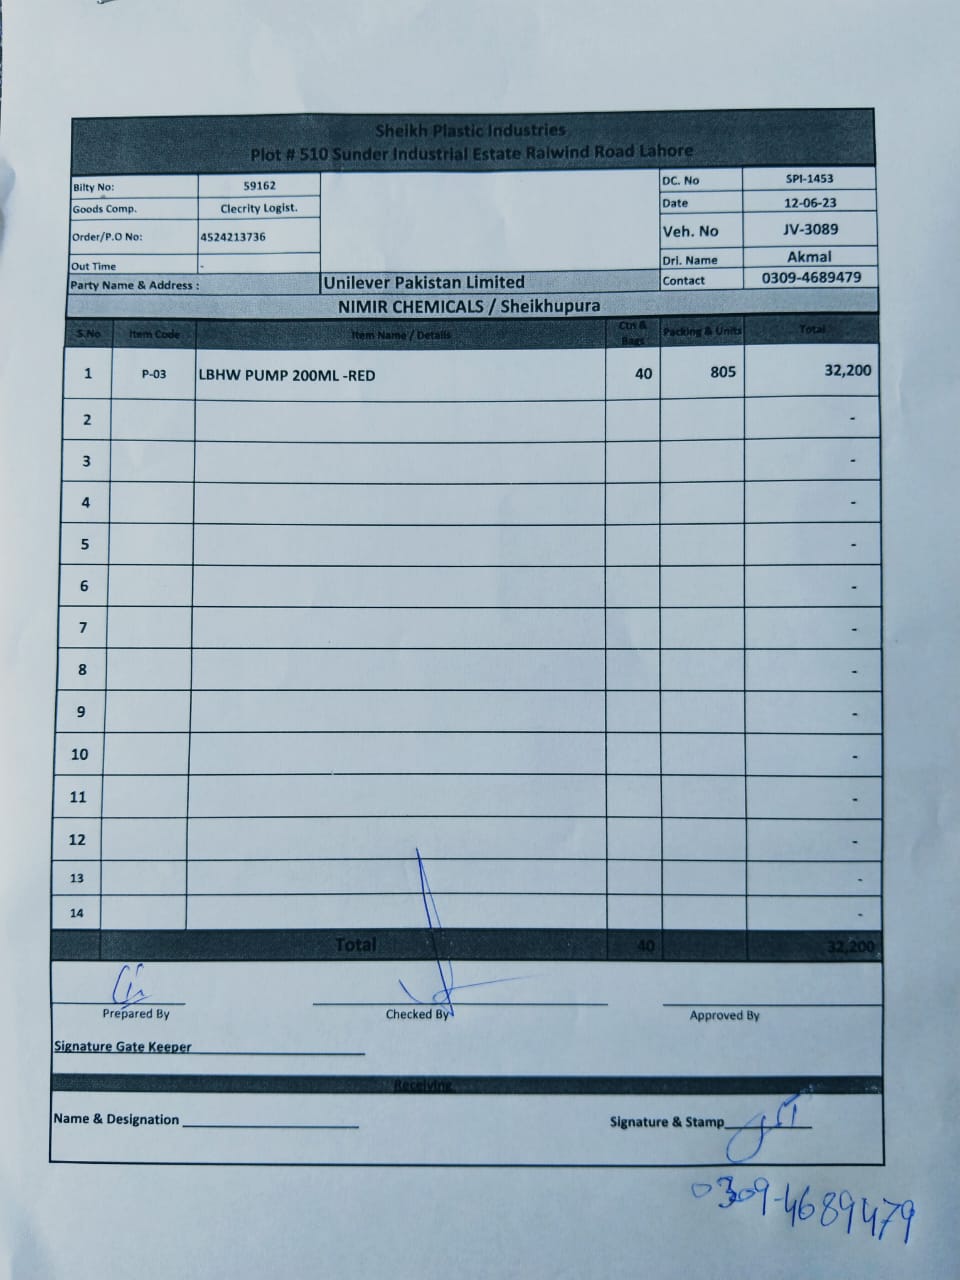 Sheikh Plastic Industries
Plot # 510 Sunder Industrial Estate Raiwind Road Lahore
Bilty No: 59162
Goods Comp. Clecrity Logist.
Order/P.O No: 4524213736
Out Time -
DC. No SPI-1453
Date 12-06-23
Veh. No JV-3089
Dri. Name Akmal
Contact 0309-4689479
Party Name & Address : Unilever Pakistan Limited
NIMIR CHEMICALS / Sheikhupura
S.No Item Code Item Name / Details Ctn & Bags Packing & Units Total
1 P-03 LBHW PUMP 200ML -RED 40 805 32,200
2 -
3 -
4 -
5 -
6 -
7 -
8 -
9 -
10 -
11 -
12 -
13 -
14 -
Total 40 32,200
Prepared By Checked By Approved By
Signature Gate Keeper
Receiving
Name & Designation Signature & Stamp
0309-4689479